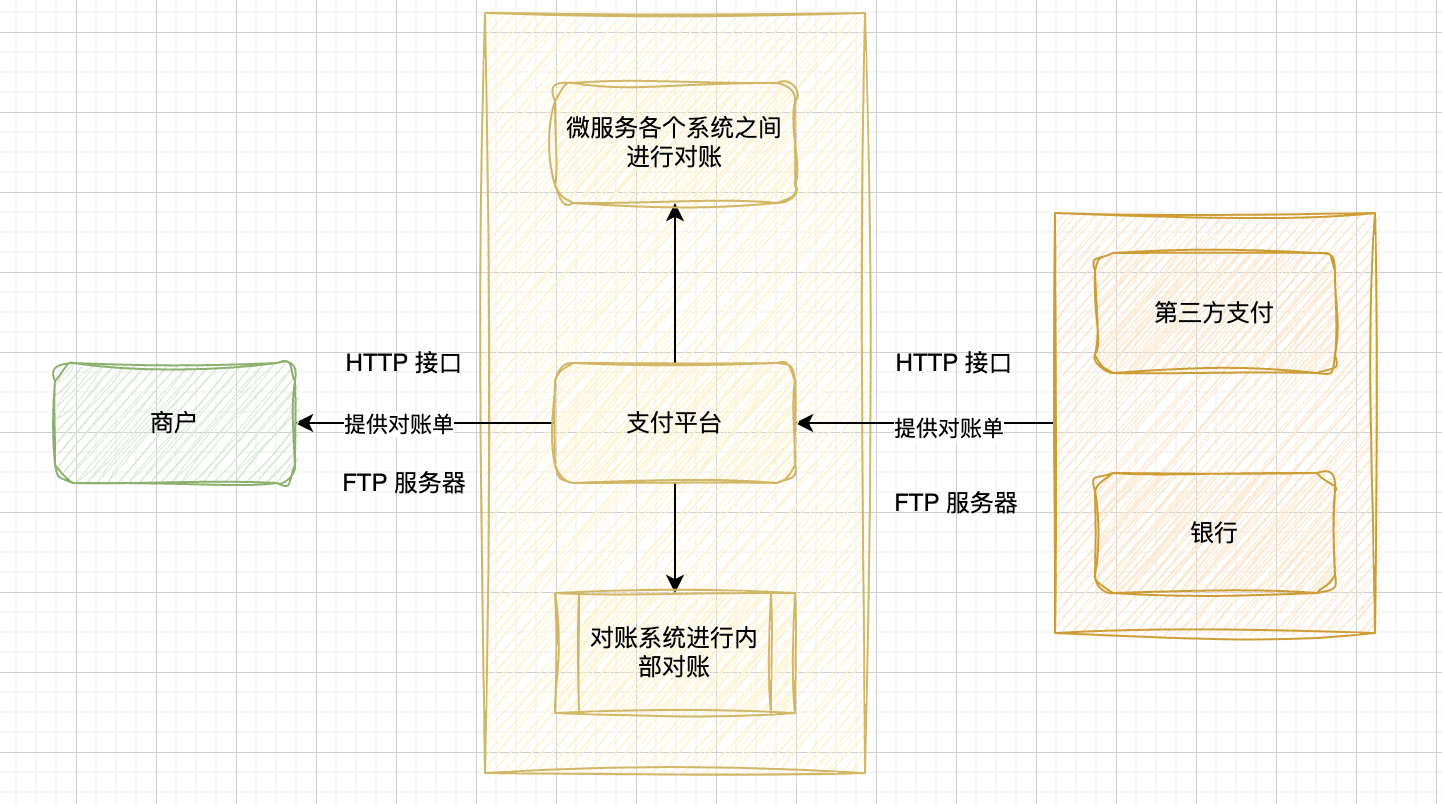 微服务各个系统之间
进行对账
第三方支付
HTTP 接口
HTTP 接口
商户
提供对账单
支付平台
提供对账单
FTP 服务器
FTP 服务器
银行
对账系统进行内
部对账